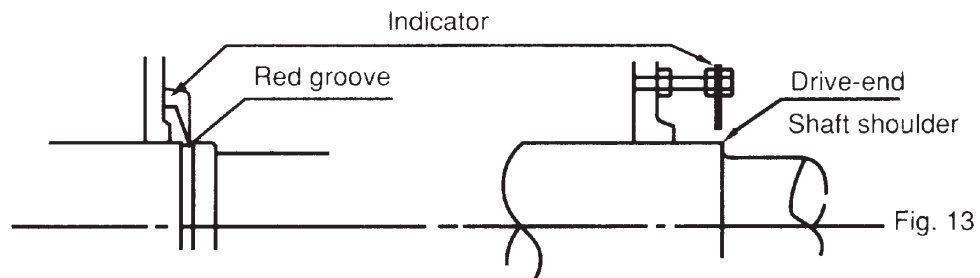 Indicator
Red groove
Drive-end
Shaft shoulder
Fig. 13